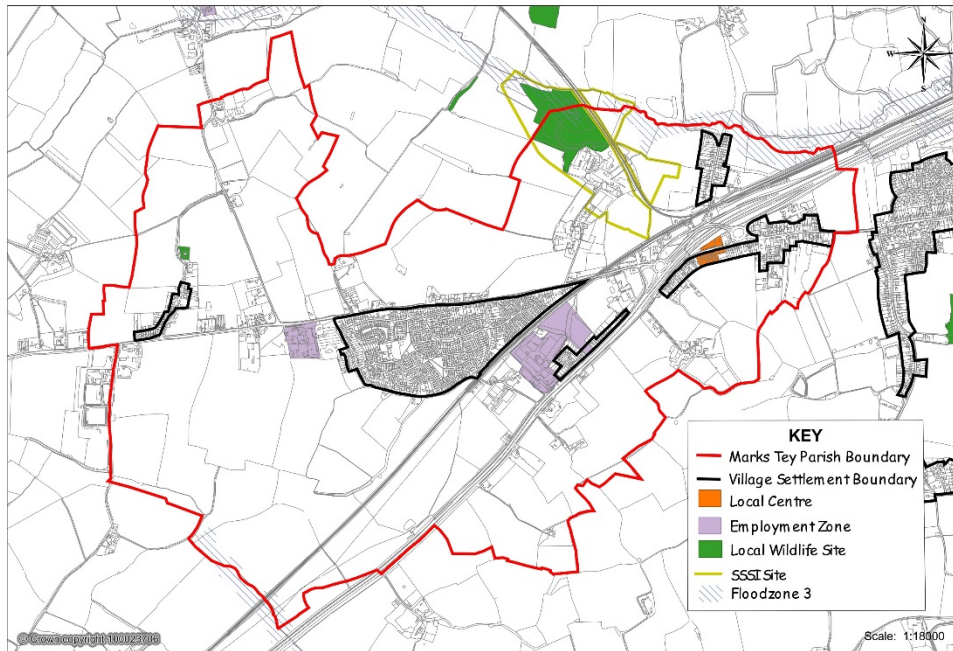 N
W
E
S
KEY
Marks Tey Parish Boundary
Village Settlement Boundary
Local Centre
Employment Zone
Local Wildlife Site
SSSI Site
Floodzone 3
© Crown copyright 100023706
Scale: 1:18000